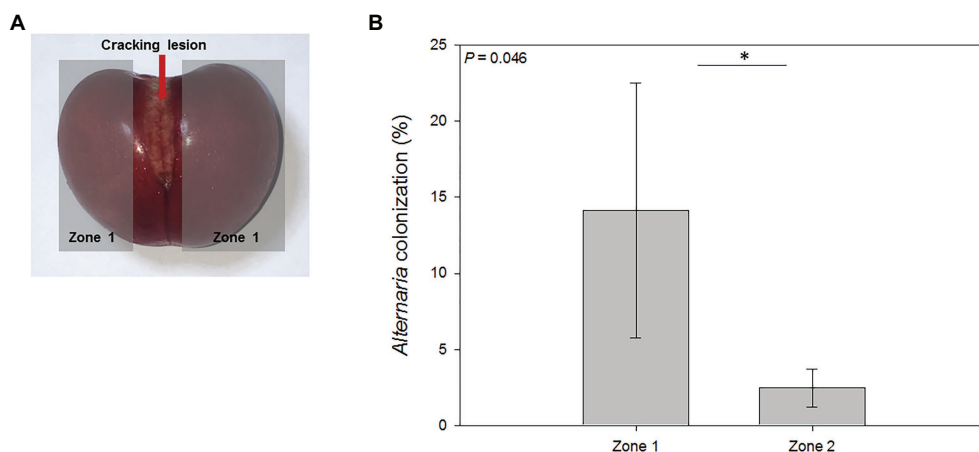 A
Cracking lesion
Zone 1
Zone 1
B
P = 0.046
*
Alternaria colonization (%)
25
20
15
10
5
0
Zone 1
Zone 2